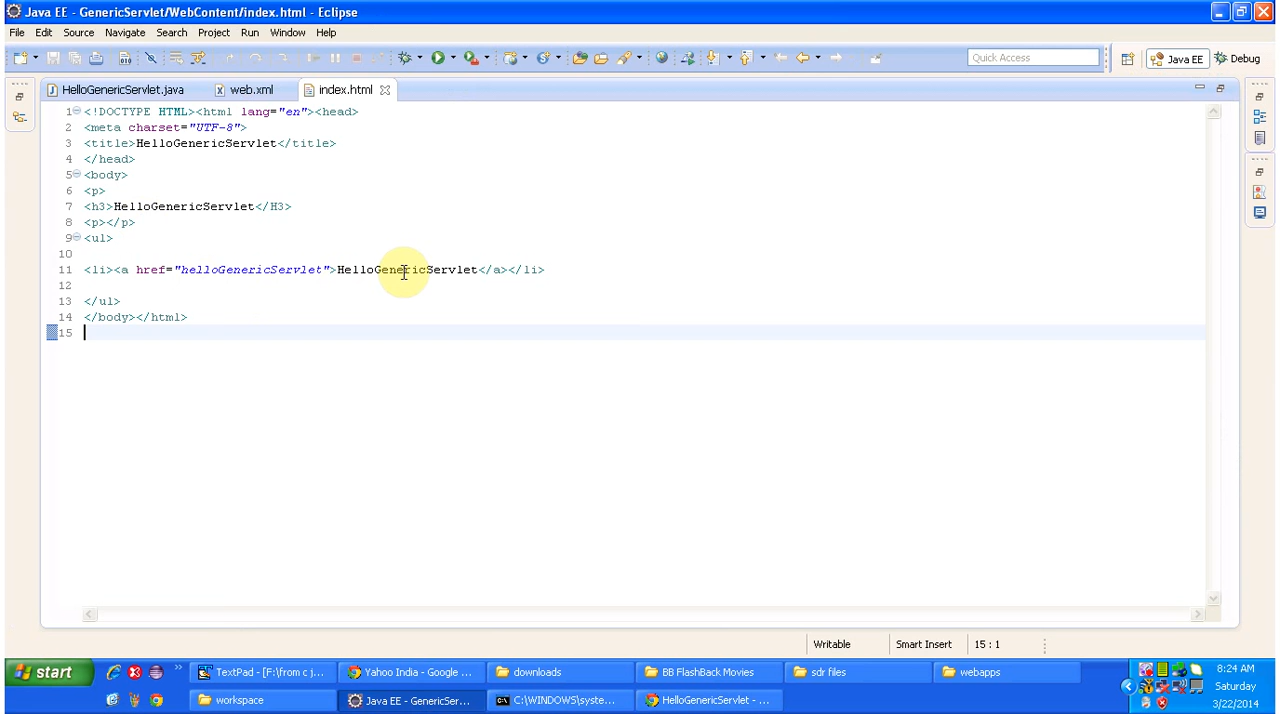 Java EE - GenericServlet/WebContent/index.html - Eclipse
File Edit Source Navigate Search Project Run Window Help
Quick Access Java EE Debug
HelloGenericServlet.java web.xml index.html
1 <!DOCTYPE HTML><html lang="en"><head>
2 <meta charset="UTF-8">
3 <title>HelloGenericServlet</title>
4 </head>
5 <body>
6 <p>
7 <h3>HelloGenericServlet</H3>
8 <p></p>
9 <ul>
10
11 <li><a href="helloGenericServlet">HelloGenericServlet</a></li>
12
13 </ul>
14 </body></html>
15
Writable Smart Insert 15 : 1
start TextPad - [F:\from c j... Yahoo India - Google ... downloads BB FlashBack Movies sdr files webapps 8:24 AM
Saturday
workspace Java EE - GenericSer... C:\WINDOWS\syste... HelloGenericServlet - ... 3/22/2014